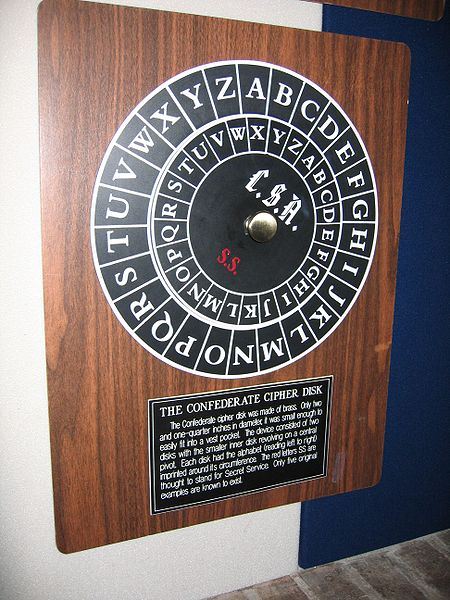 A B C D E F G H I J K L M N O P Q R S T U V W X Y Z
A B C D E F G H I J K L M N O P Q R S T U V W X Y Z
C.S.A.
S.S.
THE CONFEDERATE CIPHER DISK
The Confederate cipher disk was made of brass. Only two
and one-quarter inches in diameter, it was small enough to
easily fit into a vest pocket. The device consisted of two
disks with the smaller inner disk revolving on a central
pivot. Each disk had the alphabet (reading left to right)
imprinted around its circumference. The red letters SS are
thought to stand for Secret Service. Only five original
examples are known to exist.